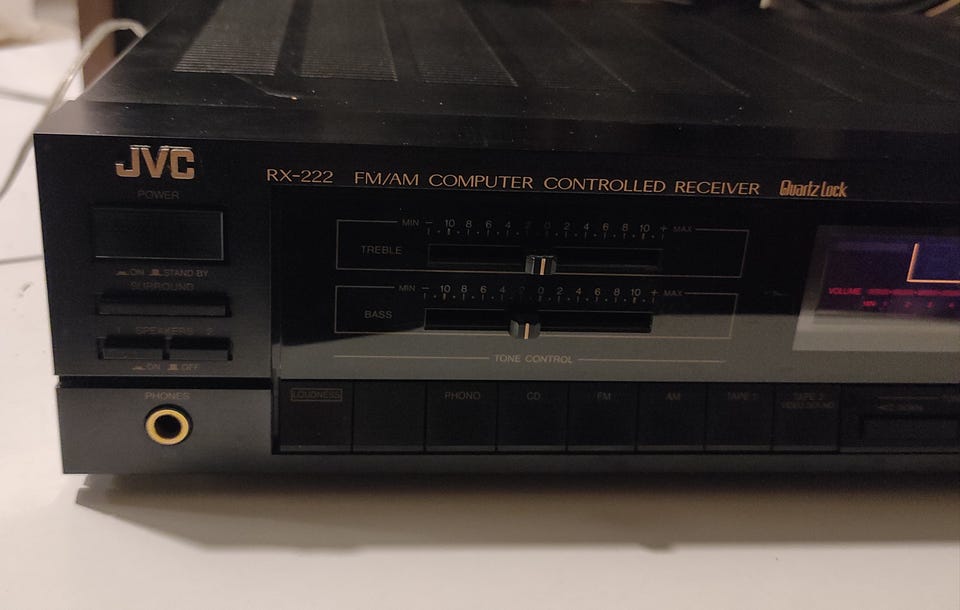 JVC
RX-222 FM/AM COMPUTER CONTROLLED RECEIVER Quartz Lock
POWER
ON STAND BY
SURROUND
1 SPEAKERS 2
ON OFF
PHONES
MIN − 10 8 6 4 2 0 2 4 6 8 10 + MAX
TREBLE
MIN − 10 8 6 4 2 0 2 4 6 8 10 + MAX
BASS
TONE CONTROL
VOLUME
MIN
LOUDNESS
PHONO
CD
FM
AM
TAPE 1
TAPE 2
VIDEO SOUND
DOWN